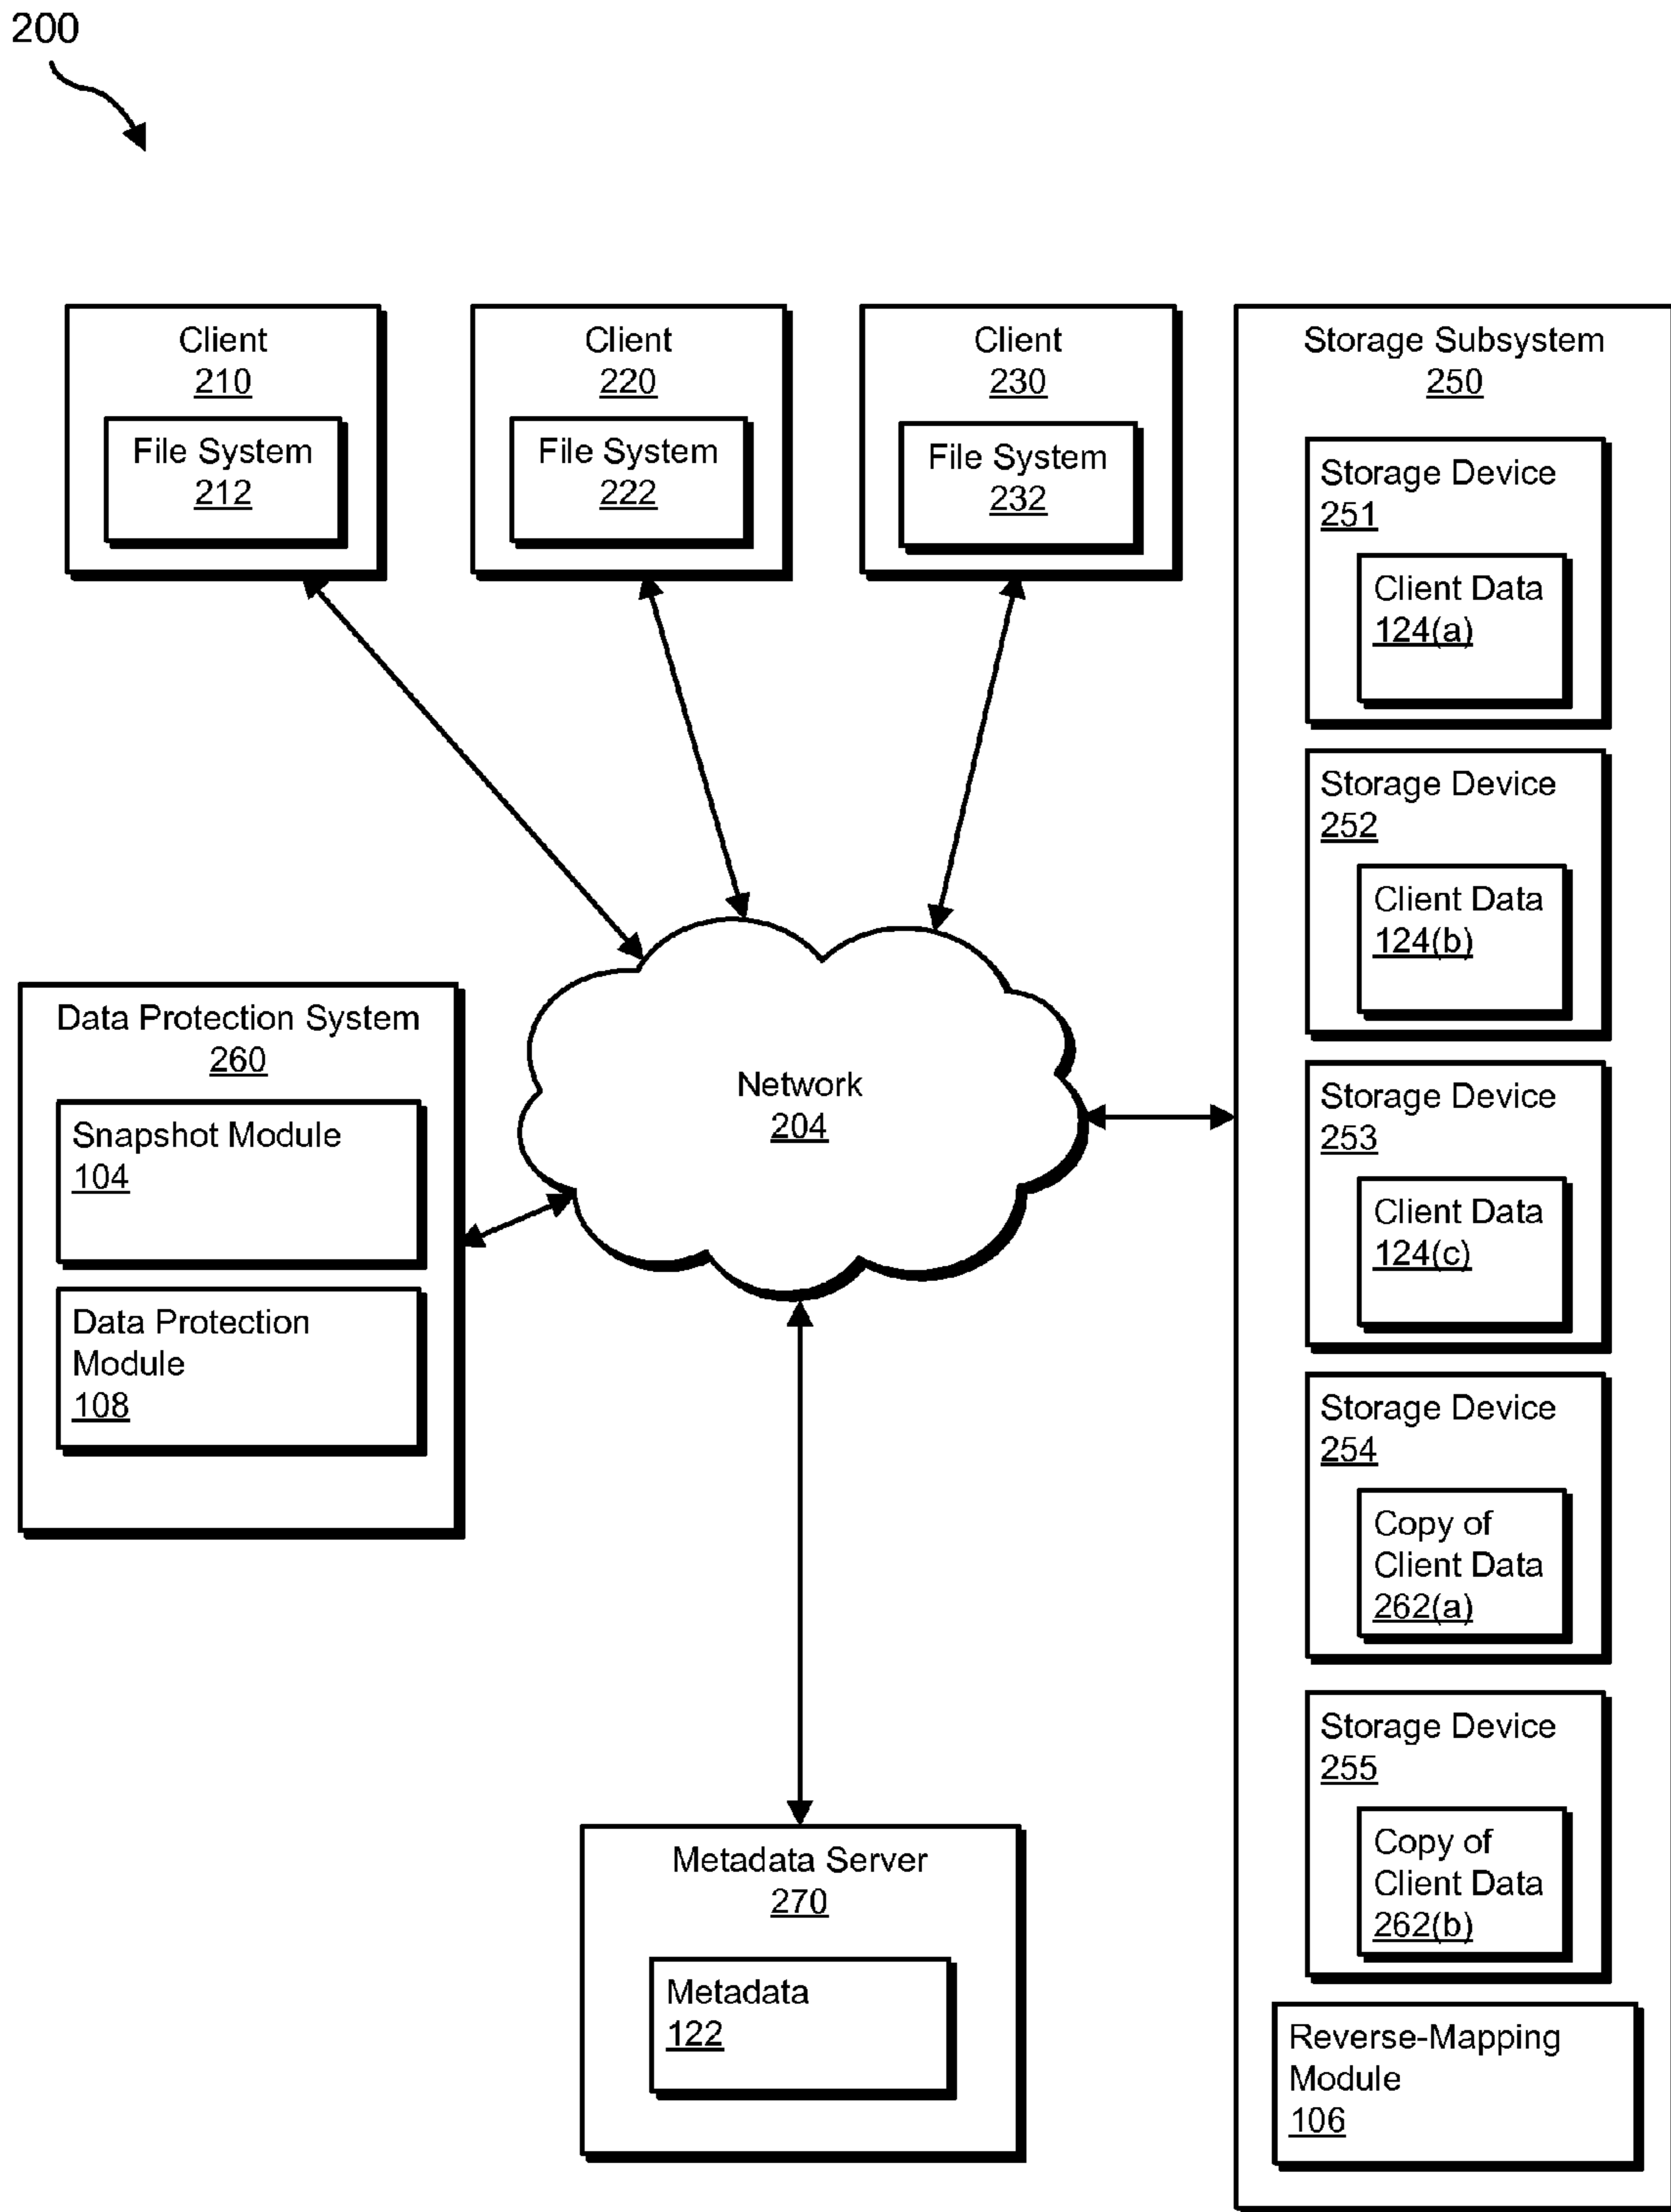 200
Client
210
File System
212
Client
220
File System
222
Client
230
File System
232
Storage Subsystem
250
Storage Device
251
Client Data
124(a)
Storage Device
252
Client Data
124(b)
Storage Device
253
Client Data
124(c)
Storage Device
254
Copy of
Client Data
262(a)
Storage Device
255
Copy of
Client Data
262(b)
Reverse-Mapping
Module
106
Data Protection System
260
Snapshot Module
104
Data Protection
Module
108
Network
204
Metadata Server
270
Metadata
122